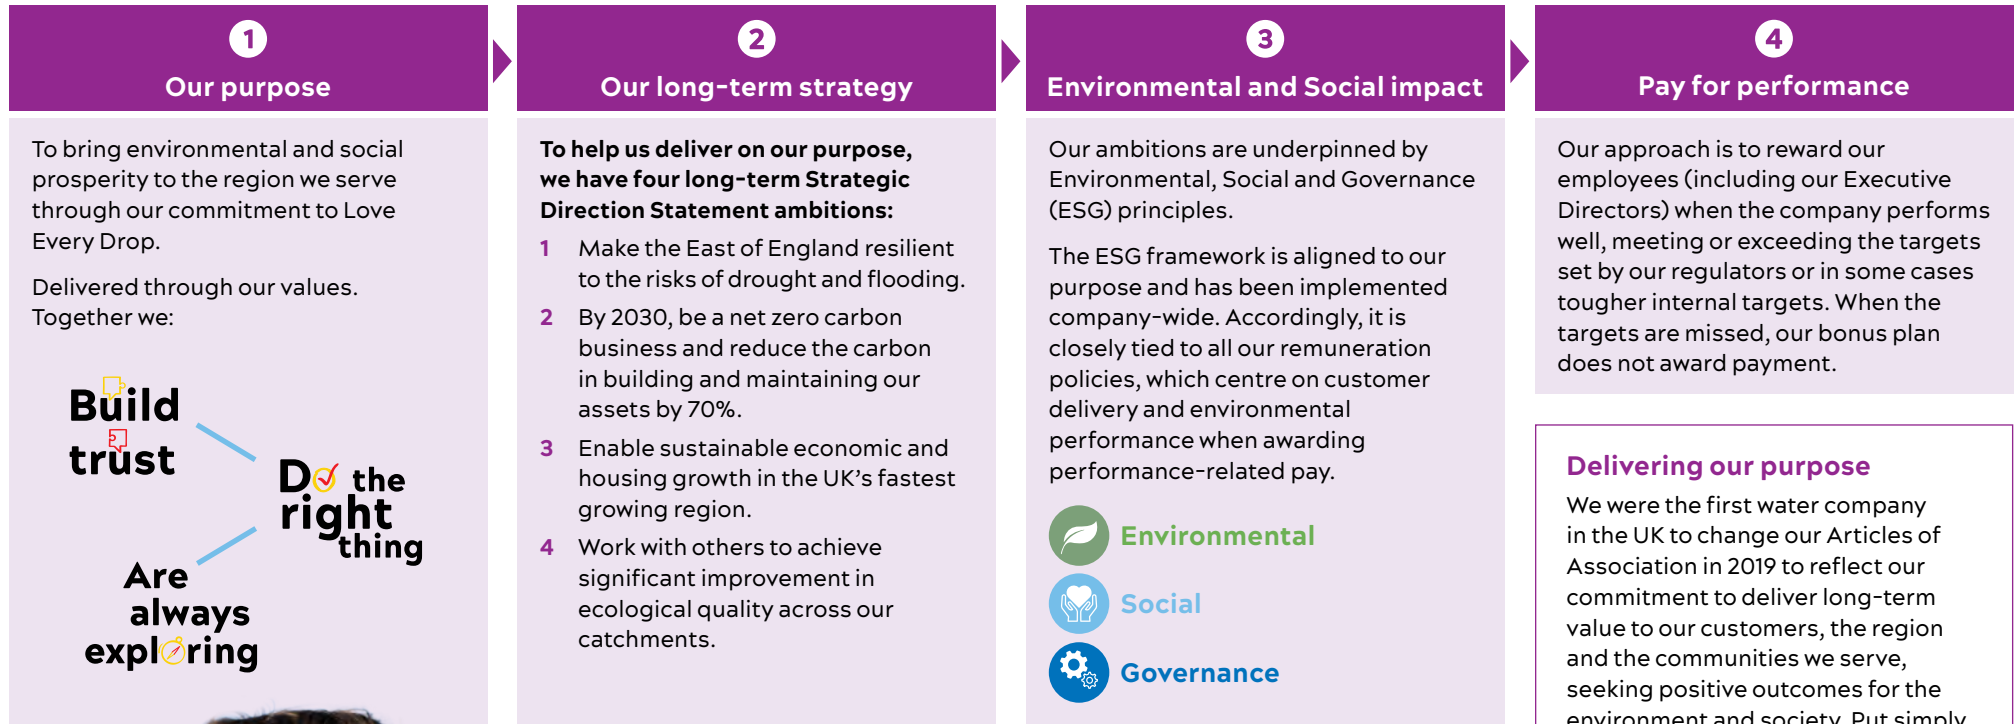 1
Our purpose
To bring environmental and social
prosperity to the region we serve
through our commitment to Love
Every Drop.
Delivered through our values.
Together we:
Build
trust
Do the
right
thing
Are
always
exploring
2
Our long-term strategy
To help us deliver on our purpose,
we have four long-term Strategic
Direction Statement ambitions:
1 Make the East of England resilient
to the risks of drought and flooding.
2 By 2030, be a net zero carbon
business and reduce the carbon
in building and maintaining our
assets by 70%.
3 Enable sustainable economic and
housing growth in the UK’s fastest
growing region.
4 Work with others to achieve
significant improvement in
ecological quality across our
catchments.
3
Environmental and Social impact
Our ambitions are underpinned by
Environmental, Social and Governance
(ESG) principles.
The ESG framework is aligned to our
purpose and has been implemented
company-wide. Accordingly, it is
closely tied to all our remuneration
policies, which centre on customer
delivery and environmental
performance when awarding
performance-related pay.
Environmental
Social
Governance
4
Pay for performance
Our approach is to reward our
employees (including our Executive
Directors) when the company performs
well, meeting or exceeding the targets
set by our regulators or in some cases
tougher internal targets. When the
targets are missed, our bonus plan
does not award payment.
Delivering our purpose
We were the first water company
in the UK to change our Articles of
Association in 2019 to reflect our
commitment to deliver long-term
value to our customers, the region
and the communities we serve,
seeking positive outcomes for the
environment and society. Put simply